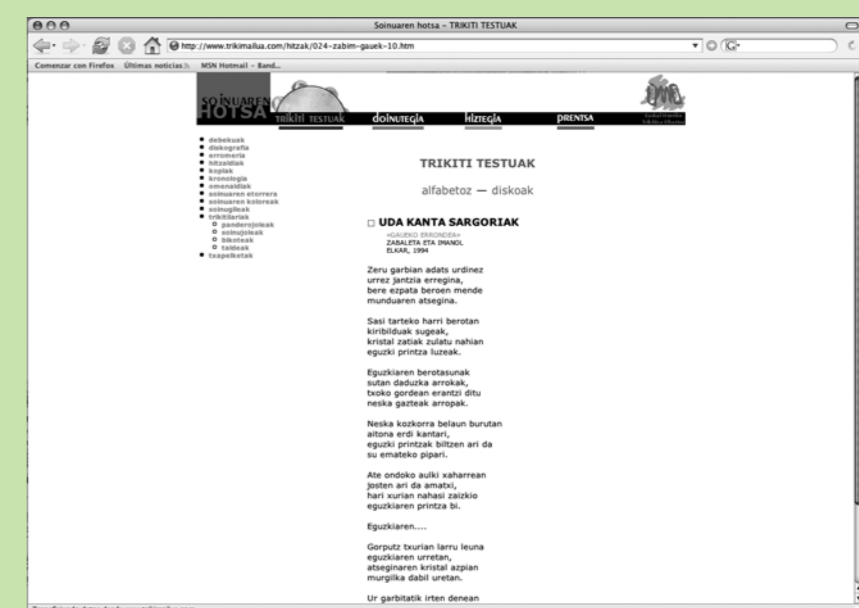 Soinuaren hotsa – TRIKITI TESTUAK
http://www.trikimailua.com/hitzak/024-zabim-gauek-10.htm
Comenzar con Firefox Últimas noticias MSN Hotmail – Band...
SOINUAREN
HOTSA
TRIKITI TESTUAK doinutegia hiztegia prentsa
debekuak
diskografia
erromeria
hitzaldiak
kopiak
kronologia
omenaldiak
soinuaren etorrera
soinuaren koloreak
soinugileak
trikitilariak
panderojoleak
soinujoleak
bikoteak
taldeak
txapelketak
TRIKITI TESTUAK
alfabetoz — diskoak
UDA KANTA SARGORIAK
«GAUEKO ERRONDEA»
ZABALETA ETA IMANOL
ELKAR, 1994
Zeru garbian adats urdinez
urrez jantzia erregina,
bere ezpata beroen mende
munduaren atsegina.
Sasi tarteko harri berotan
kiribilduak sugeak,
kristal zatiak zulatu nahian
eguzki printza luzeak.
Eguzkiaren berotasunak
sutan daduzka arrokak,
txoko gordean erantzi ditu
neska gazteak arropak.
Neska kozkorra belaun burutan
aitona erdi kantari,
eguzki printzak biltzen ari da
su emateko pipari.
Ate ondoko aulki xaharrean
josten ari da amatxi,
hari xurian nahasi zaizkio
eguzkiaren printza bi.
Eguzkiaren....
Gorputz txurian larru leuna
eguzkiaren urretan,
atseginaren kristal azpian
murgilka dabil uretan.
Ur garbitatik irten denean